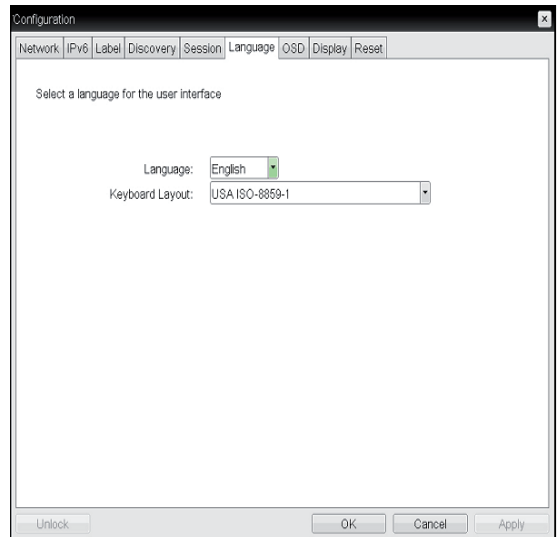 Configuration
Network IPv6 Label Discovery Session Language OSD Display Reset
Select a language for the user interface
Language: English
Keyboard Layout: USA ISO-8859-1
Unlock OK Cancel Apply